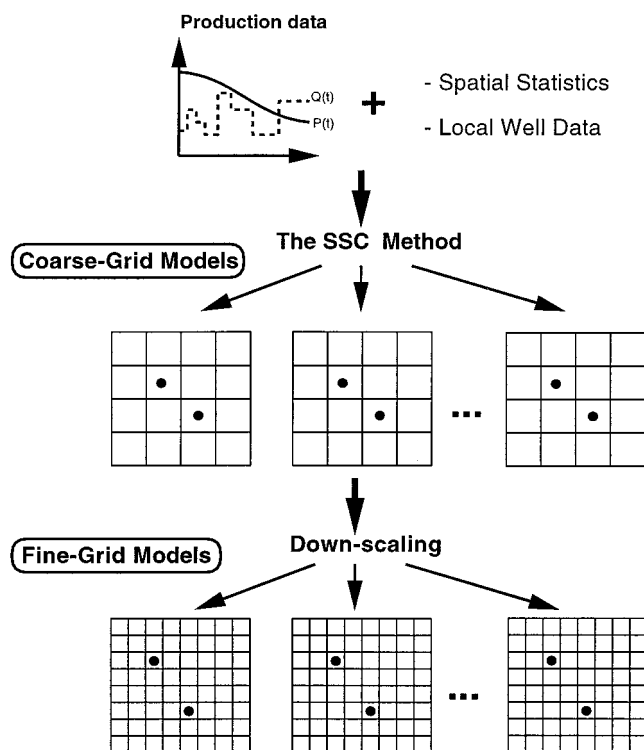 Production data
Q(t)
P(t)
+
- Spatial Statistics
- Local Well Data
The SSC Method
Coarse-Grid Models
...
Down-scaling
Fine-Grid Models
...